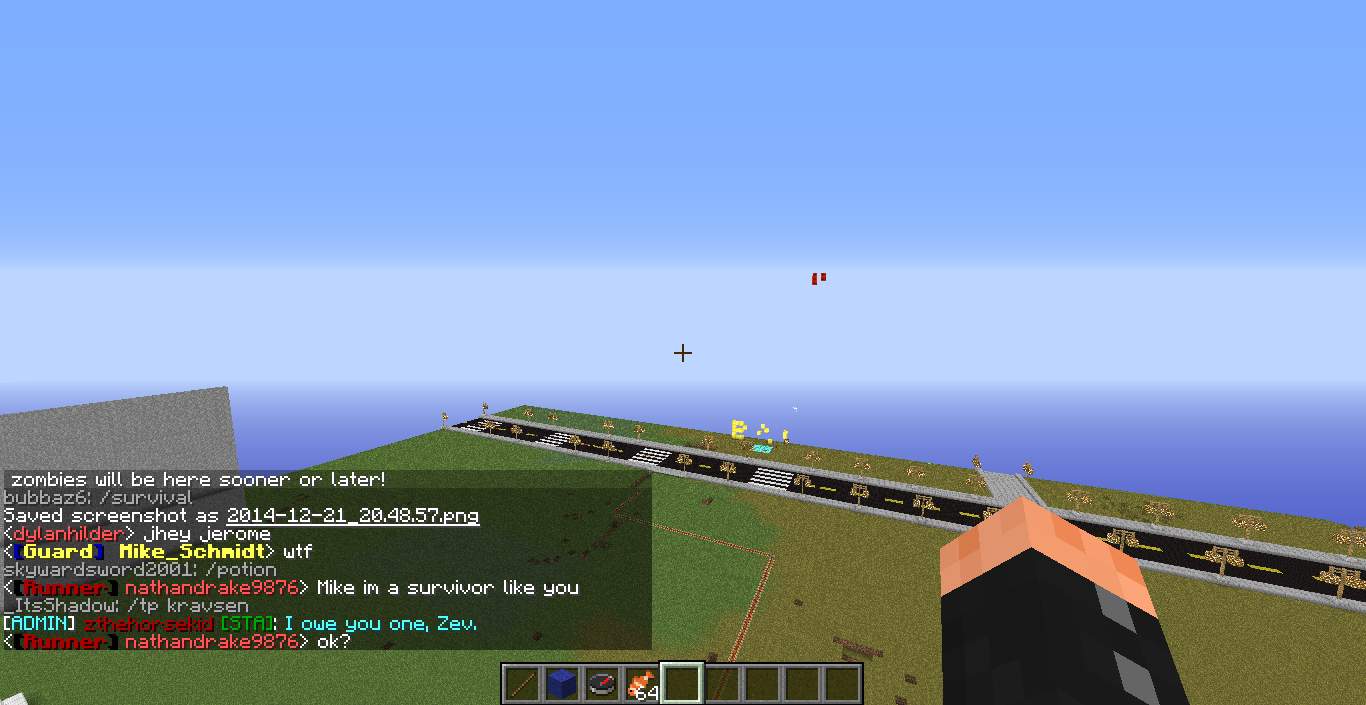 zombies will be here sooner or later!
bubbaz6: /survival
Saved screenshot as 2014-12-21_20.48.57.png
<dylanhilder> jhey jerome
<[Guard] Mike_Schmidt> wtf
skywardsword2001: /potion
<[Runner] nathandrake9876> Mike im a survivor like you
_ItsShadow: /tp kravsen
[ADMIN] zthehorsekid [STA]: I owe you one, Zev.
<[Runner] nathandrake9876> ok?
64